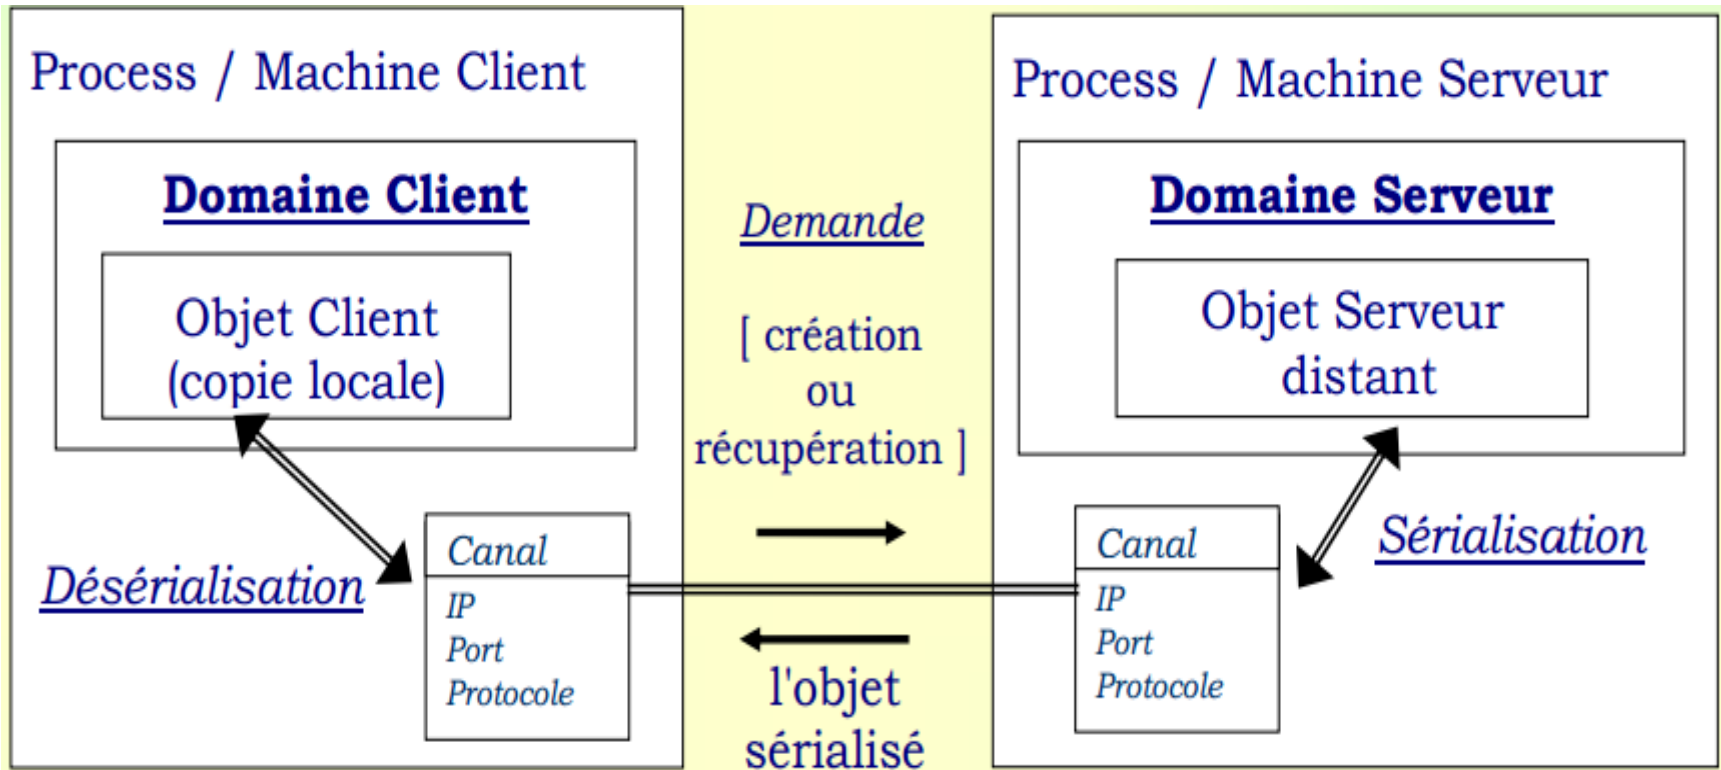 Process / Machine Client
Domaine Client
Objet Client
(copie locale)
Désérialisation
Canal
IP
Port
Protocole
Demande
[ création
ou
récupération ]
l'objet
sérialisé
Process / Machine Serveur
Domaine Serveur
Objet Serveur
distant
Sérialisation
Canal
IP
Port
Protocole